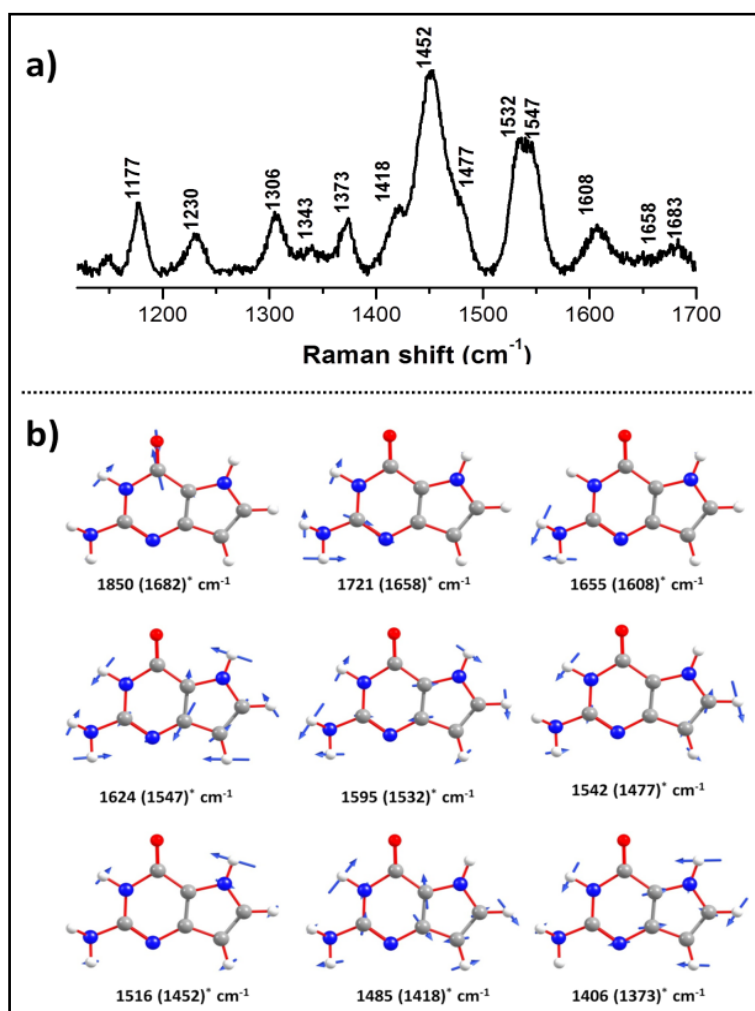 a)
1177
1230
1306
1343
1373
1418
1452
1477
1532
1547
1608
1658
1683
1200 1300 1400 1500 1600 1700
Raman shift (cm⁻¹)
b)
1850 (1682)* cm⁻¹ 1721 (1658)* cm⁻¹ 1655 (1608)* cm⁻¹
1624 (1547)* cm⁻¹ 1595 (1532)* cm⁻¹ 1542 (1477)* cm⁻¹
1516 (1452)* cm⁻¹ 1485 (1418)* cm⁻¹ 1406 (1373)* cm⁻¹